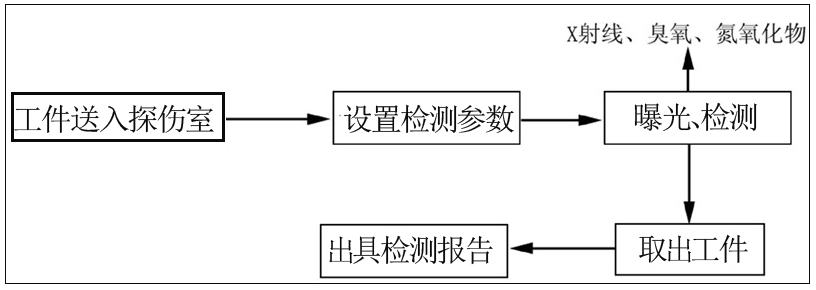 X射线、臭氧、氮氧化物
工件送入探伤室
设置检测参数
曝光、检测
取出工件
出具检测报告